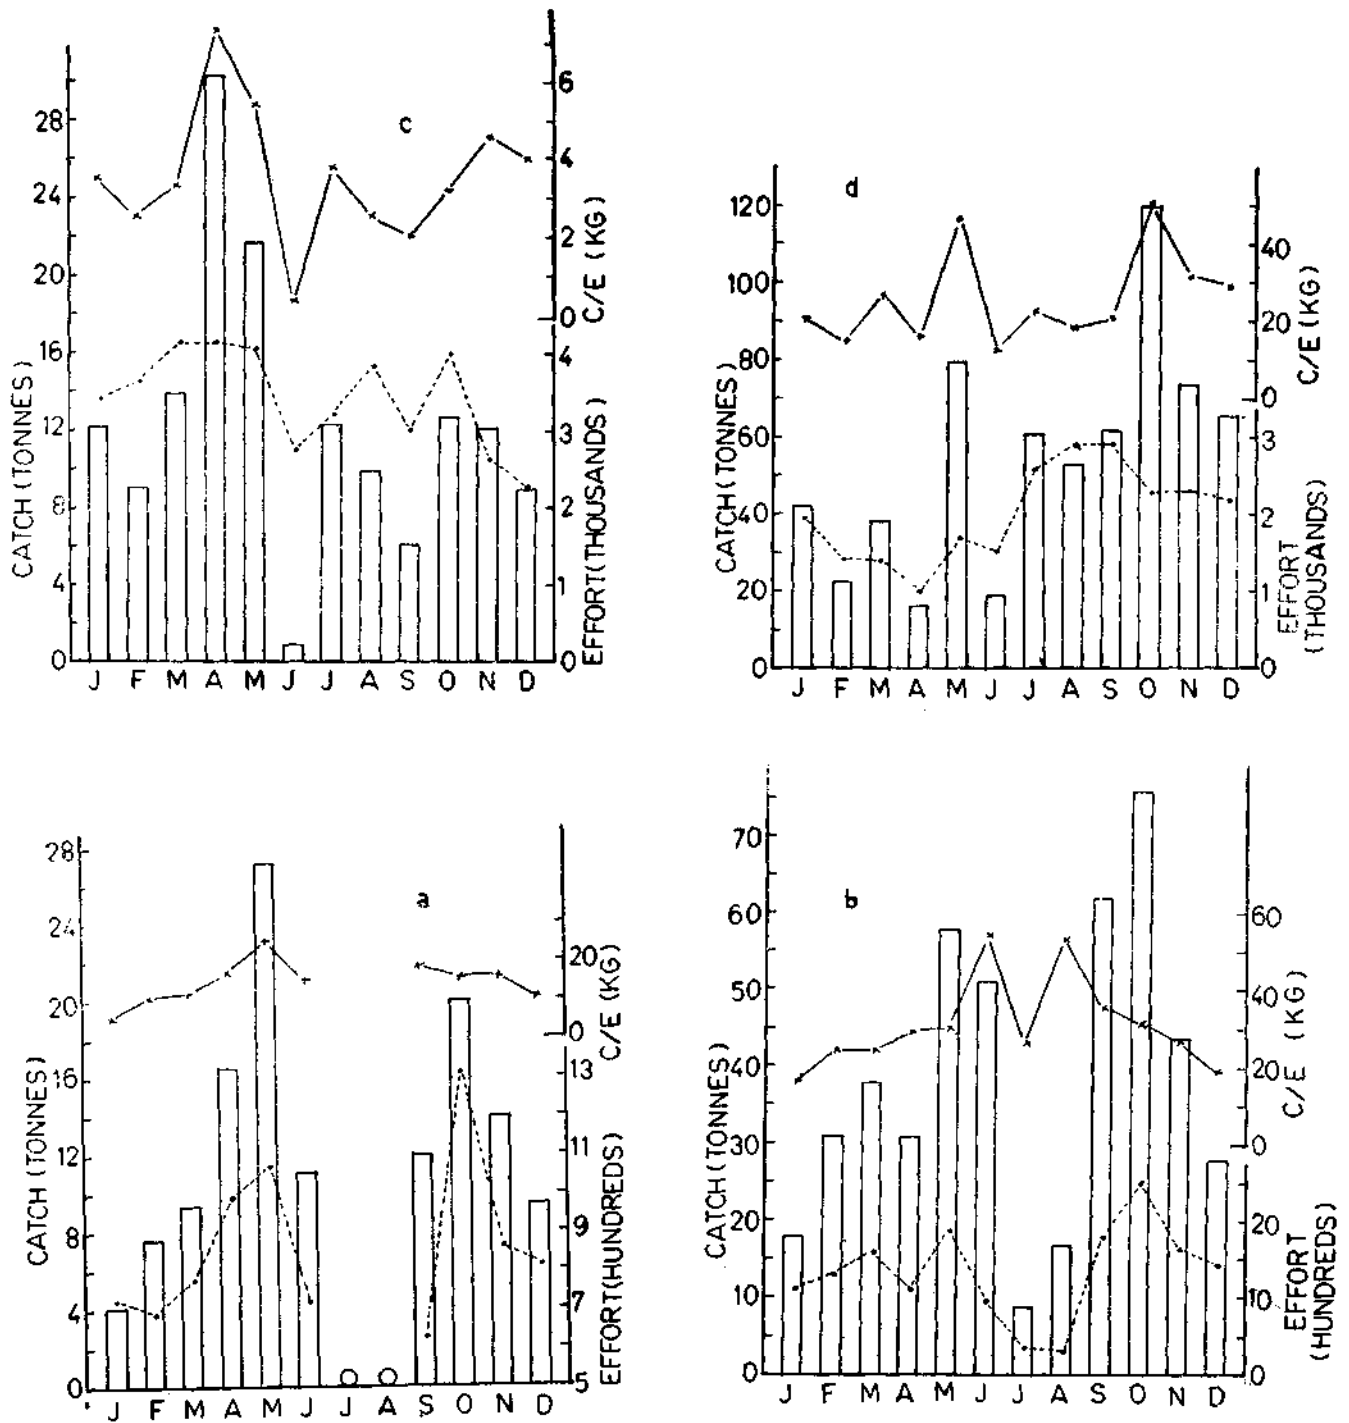 c
28
24
20
16
12
8
4
0
CATCH (TONNES)
6
4
2
0
C/E (KG)
4
3
2
1
0
EFFORT (THOUSANDS)
J F M A M J J A S O N D
d
120
100
80
60
40
20
0
CATCH (TONNES)
40
20
0
C/E (KG)
3
2
1
0
EFFORT
(THOUSANDS)
J F M A M J J A S O N D
a
28
24
20
16
12
8
4
0
CATCH (TONNES)
20
0
C/E (KG)
13
11
9
7
5
EFFORT (HUNDREDS)
J F M A M J J A S O N D
b
70
60
50
40
30
20
10
0
CATCH (TONNES)
60
40
20
0
C/E (KG)
20
10
0
EFFORT
(HUNDREDS)
J F M A M J J A S O N D